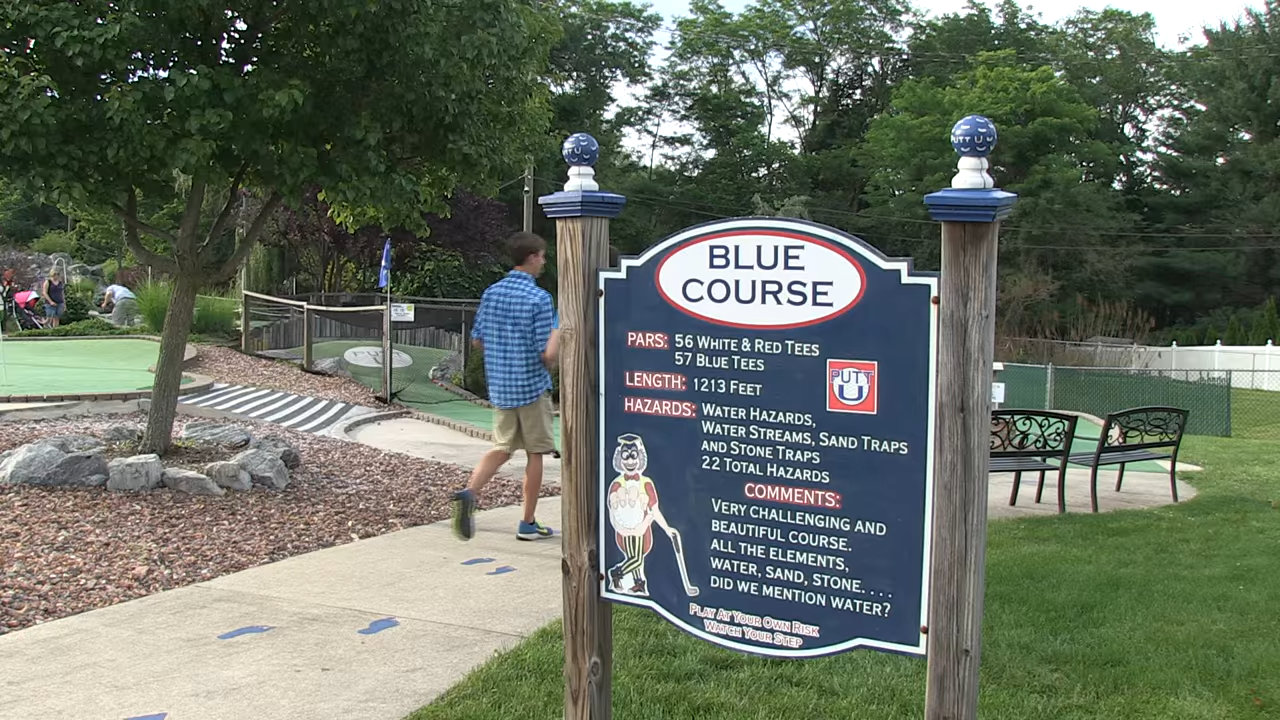 BLUE
COURSE
PARS: 56 WHITE & RED TEES
57 BLUE TEES
LENGTH: 1213 FEET
PUTT
U
HAZARDS: WATER HAZARDS,
WATER STREAMS, SAND TRAPS
AND STONE TRAPS
22 TOTAL HAZARDS
COMMENTS:
VERY CHALLENGING AND
BEAUTIFUL COURSE.
ALL THE ELEMENTS,
WATER, SAND, STONE....
DID WE MENTION WATER?
PLAY AT YOUR OWN RISK
WATCH YOUR STEP
PUTT U